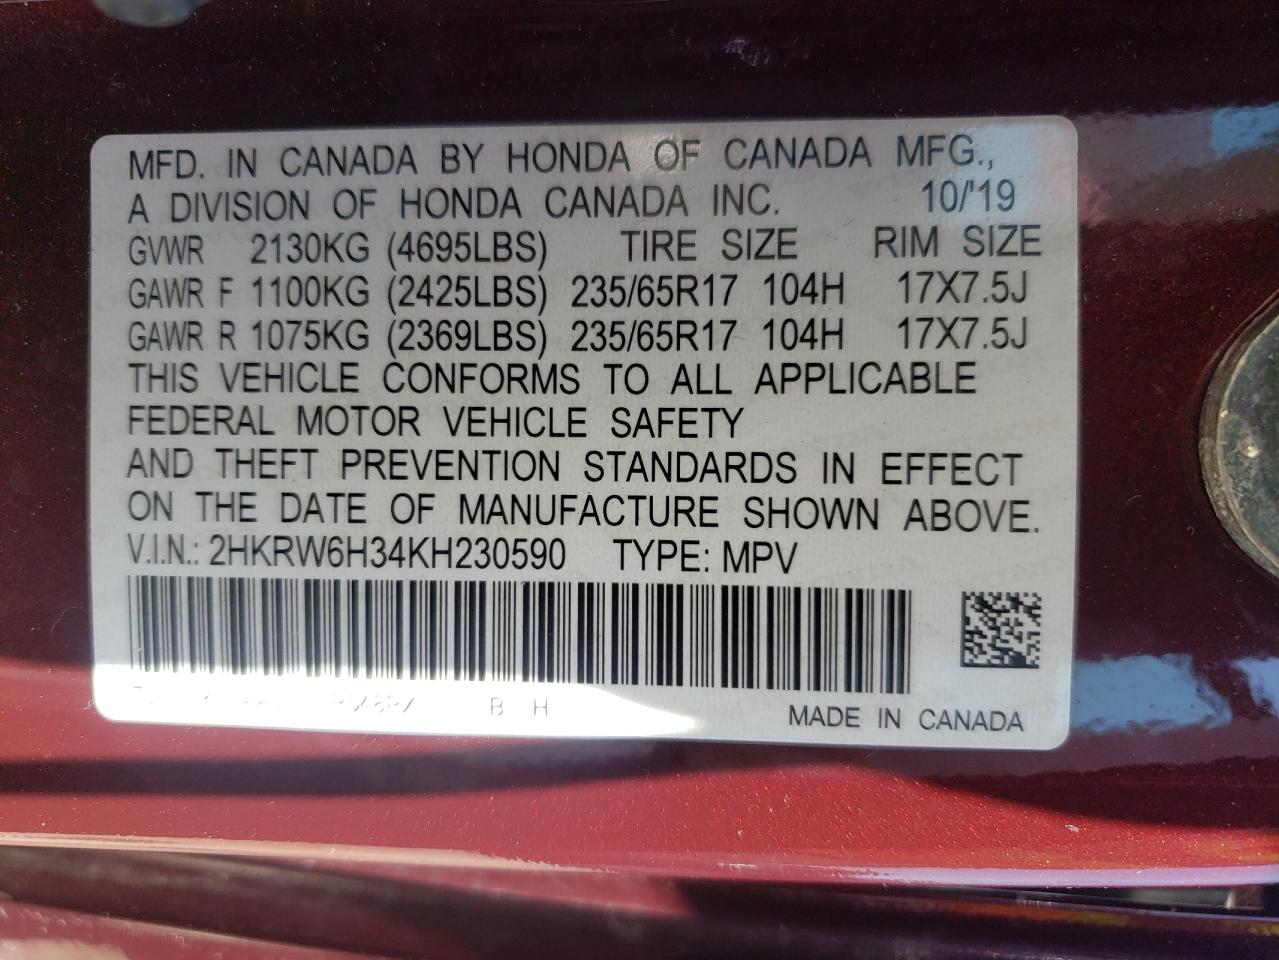 MFD. IN CANADA BY HONDA OF CANADA MFG.,
A DIVISION OF HONDA CANADA INC. 10/'19
GVWR 2130KG (4695LBS) TIRE SIZE RIM SIZE
GAWR F 1100KG (2425LBS) 235/65R17 104H 17X7.5J
GAWR R 1075KG (2369LBS) 235/65R17 104H 17X7.5J
THIS VEHICLE CONFORMS TO ALL APPLICABLE
FEDERAL MOTOR VEHICLE SAFETY
AND THEFT PREVENTION STANDARDS IN EFFECT
ON THE DATE OF MANUFACTURE SHOWN ABOVE.
V.I.N.: 2HKRW6H34KH230590 TYPE: MPV
B H
MADE IN CANADA